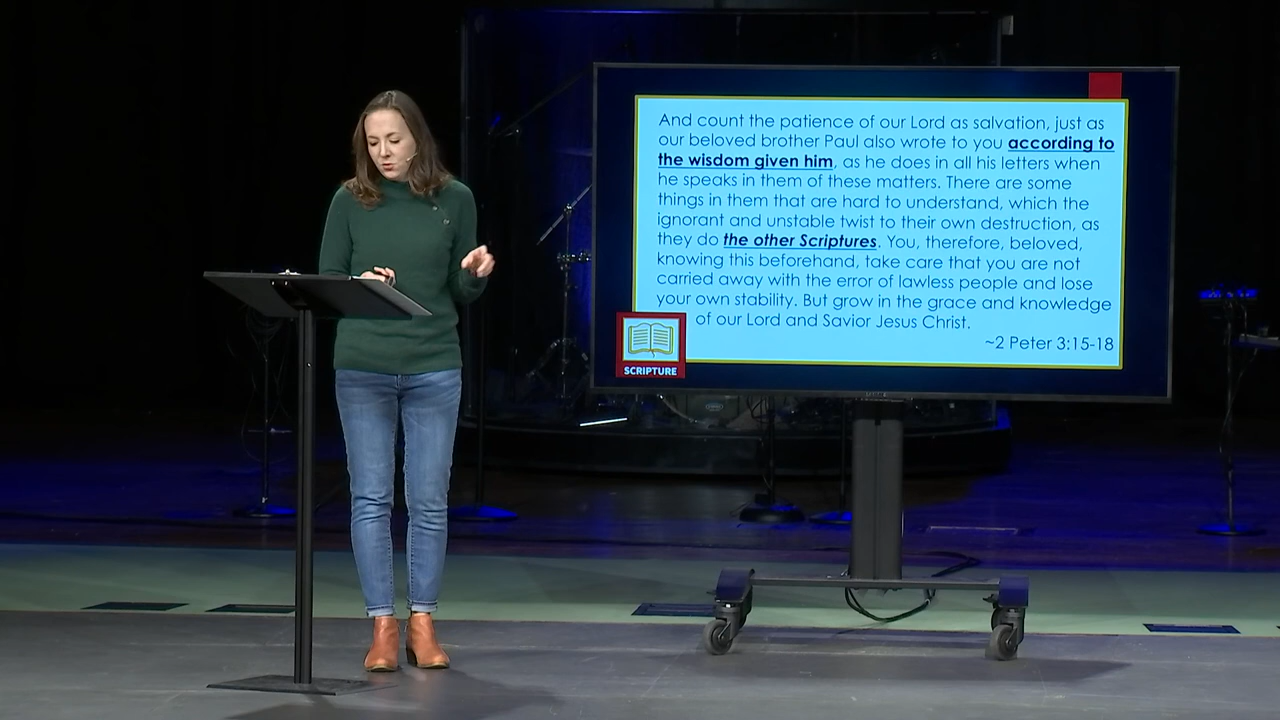 And count the patience of our Lord as salvation, just as
our beloved brother Paul also wrote to you according to
the wisdom given him, as he does in all his letters when
he speaks in them of these matters. There are some
things in them that are hard to understand, which the
ignorant and unstable twist to their own destruction, as
they do the other Scriptures. You, therefore, beloved,
knowing this beforehand, take care that you are not
carried away with the error of lawless people and lose
your own stability. But grow in the grace and knowledge
of our Lord and Savior Jesus Christ.
~2 Peter 3:15-18
SCRIPTURE